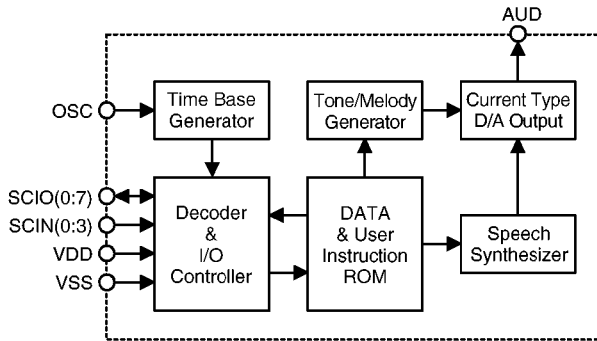 AUD
OSC
Time Base
Generator
Tone/Melody
Generator
Current Type
D/A Output
SCIO(0:7)
SCIN(0:3)
VDD
VSS
Decoder
&
I/O
Controller
DATA
& User
Instruction
ROM
Speech
Synthesizer